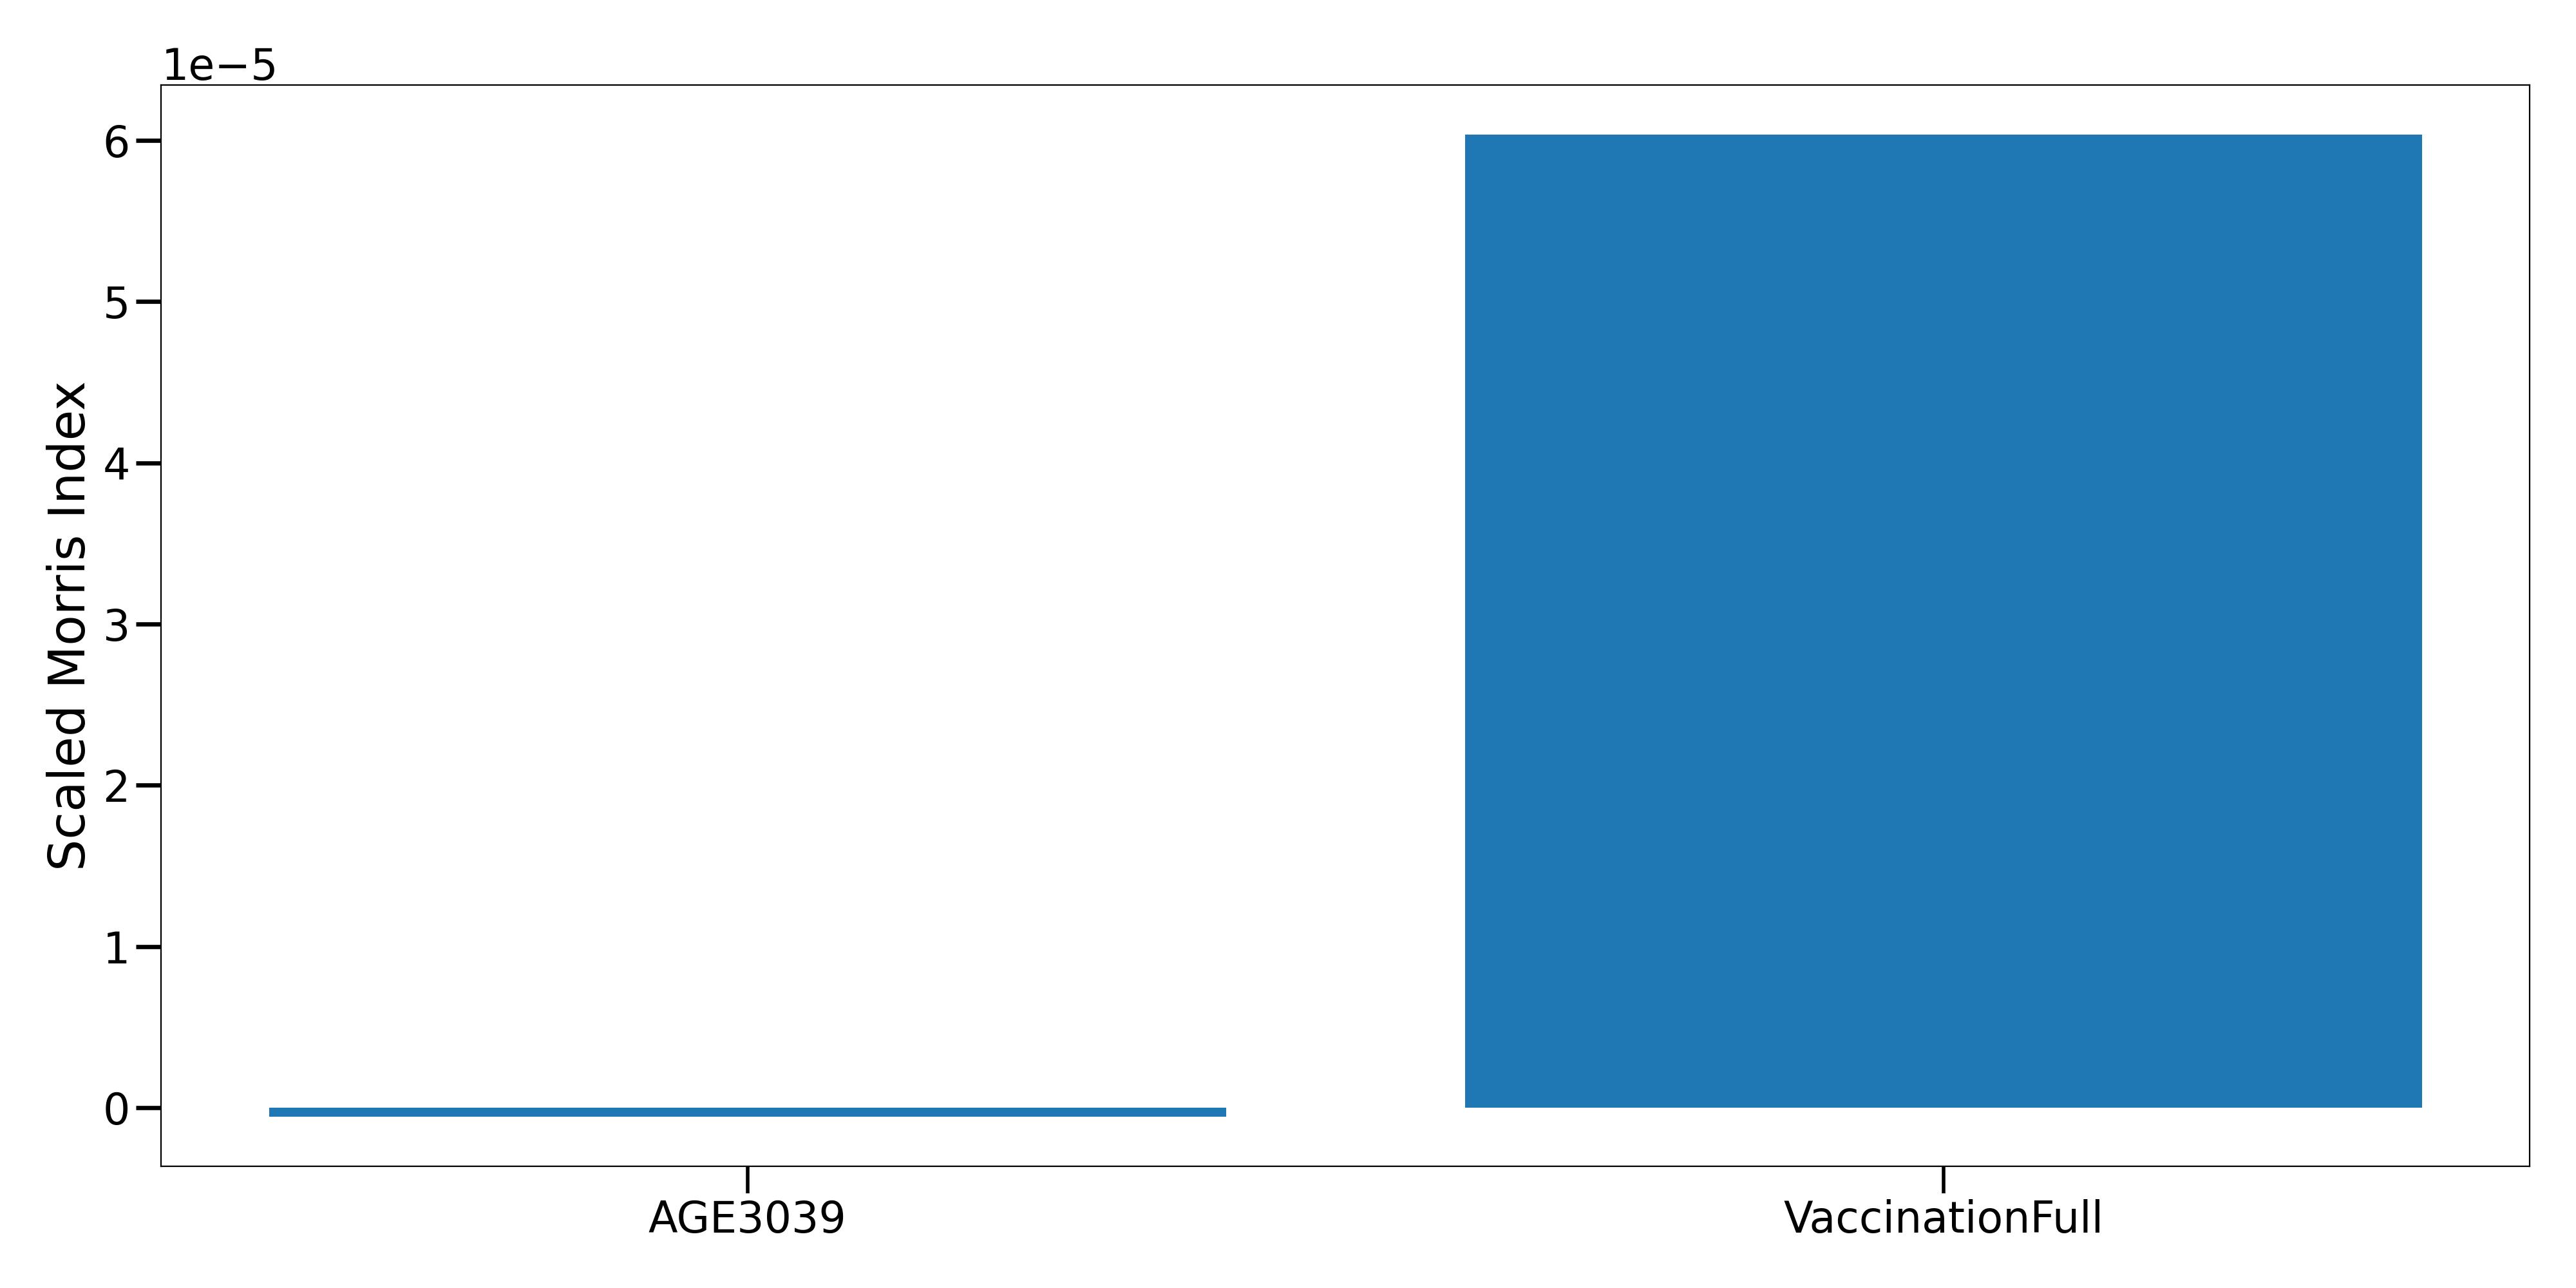 1e−5
6
5
4
3
2
1
0
Scaled Morris Index
AGE3039
VaccinationFull